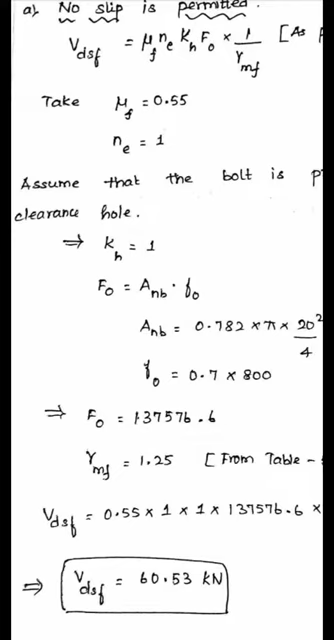 a). No slip is permitted.
V_dsf = μ_f n_e K_h F_o × 1/γ_mf [As
Take μ_f = 0.55
n_e = 1
Assume that the bolt is
clearance hole.
⇒ K_h = 1
F_o = A_nb · f_o
A_nb = 0.782 × π × 20²/4
f_o = 0.7 × 800
⇒ F_o = 137576.6
γ_mf = 1.25 [From Table -
V_dsf = 0.55 × 1 × 1 × 137576.6 ×
⇒ V_dsf = 60.53 kN